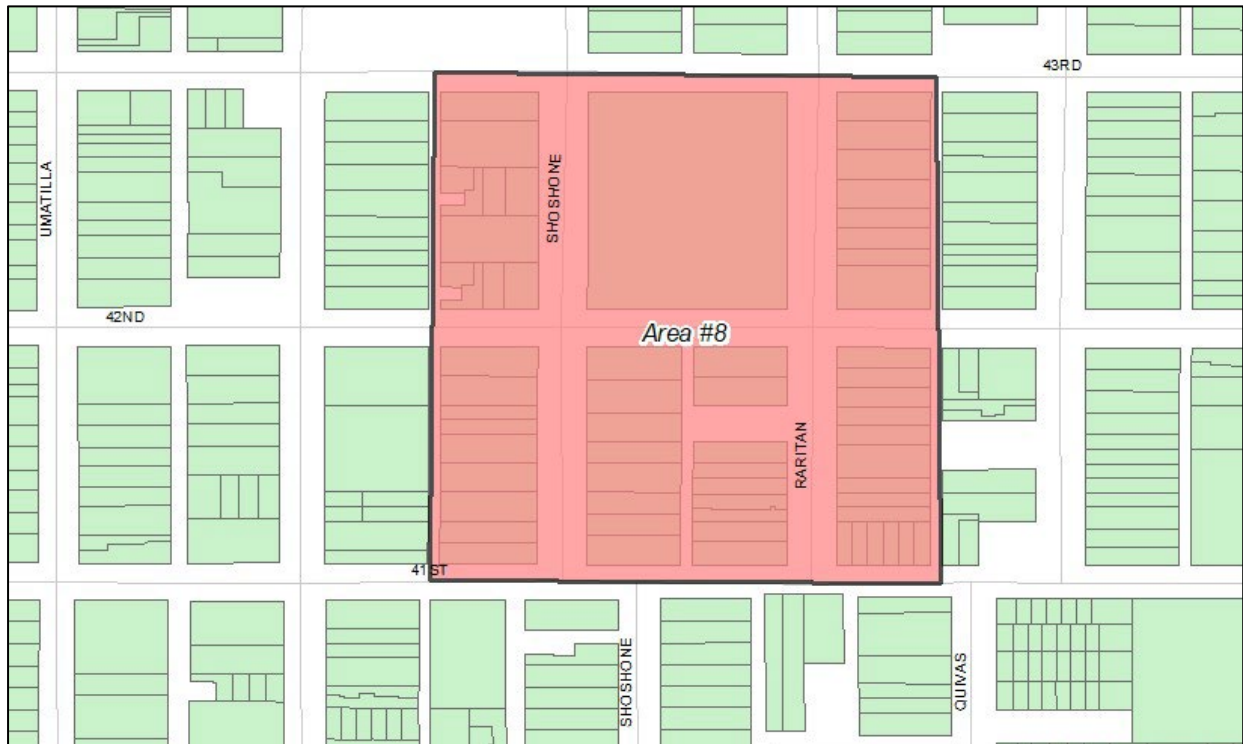 43RD
UMATILLA
SHOSHONE
42ND
Area #8
RARITAN
41ST
SHOSHONE
QUIVAS